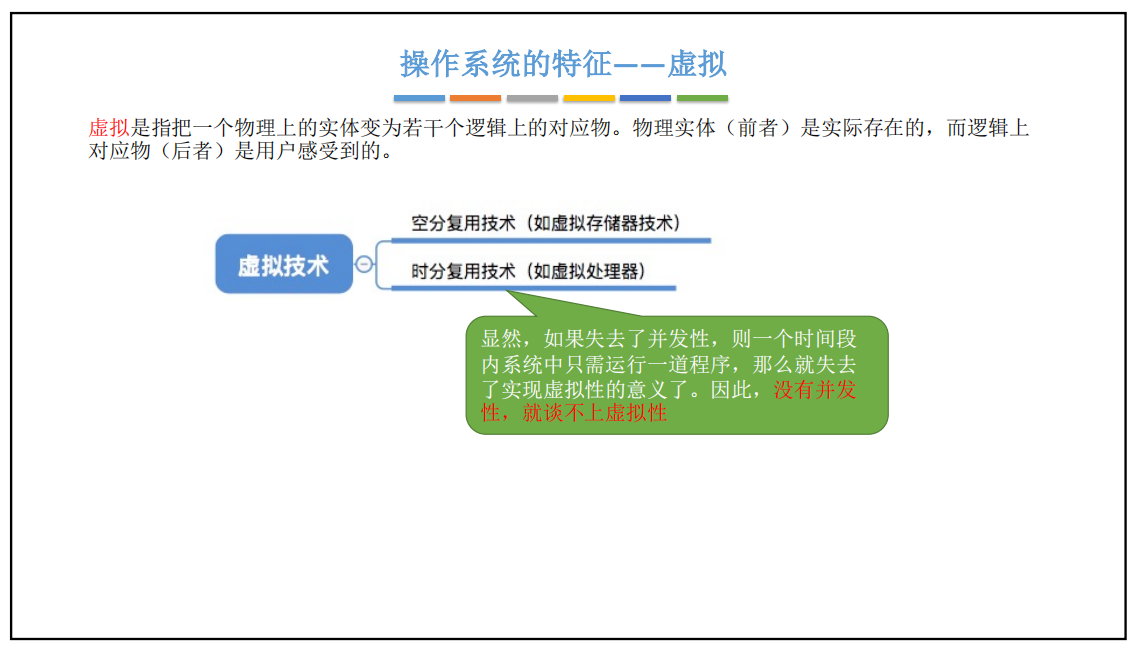 操作系统的特征——虚拟
虚拟是指把一个物理上的实体变为若干个逻辑上的对应物。物理实体（前者）是实际存在的，而逻辑上
对应物（后者）是用户感受到的。
空分复用技术（如虚拟存储器技术）
虚拟技术
时分复用技术（如虚拟处理器）
显然，如果失去了并发性，则一个时间段
内系统中只需运行一道程序，那么就失去
了实现虚拟性的意义了。因此，没有并发
性，就谈不上虚拟性